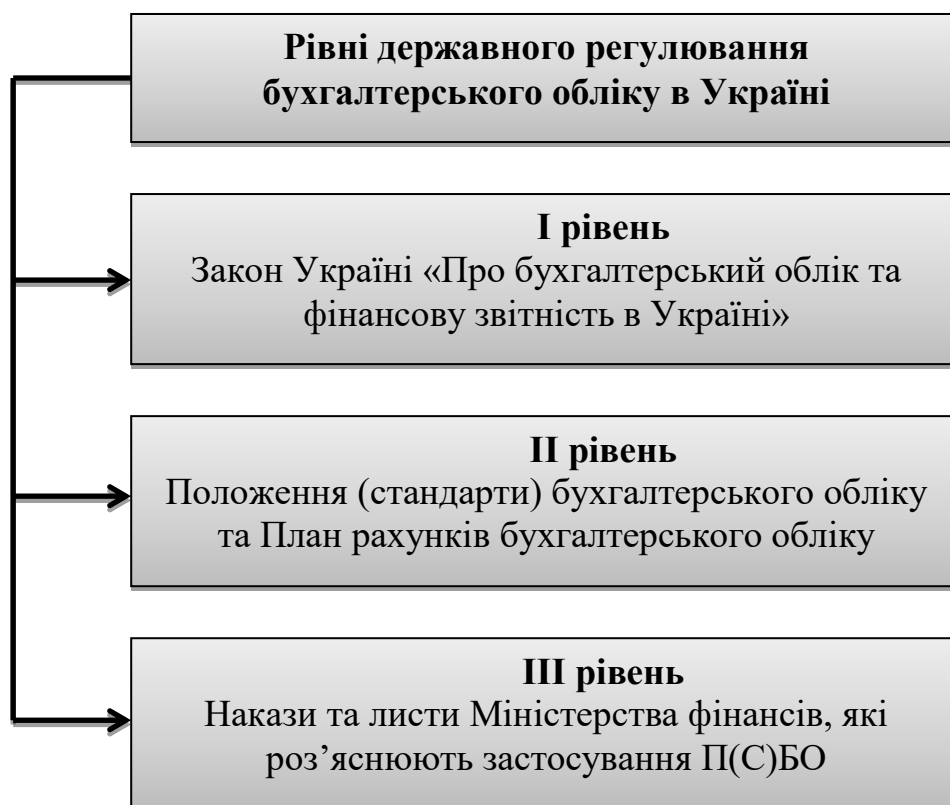 Рівні державного регулювання
бухгалтерського обліку в Україні
І рівень
Закон Україні «Про бухгалтерський облік та
фінансову звітність в Україні»
ІІ рівень
Положення (стандарти) бухгалтерського обліку
та План рахунків бухгалтерського обліку
ІІІ рівень
Накази та листи Міністерства фінансів, які
роз’яснюють застосування П(С)БО